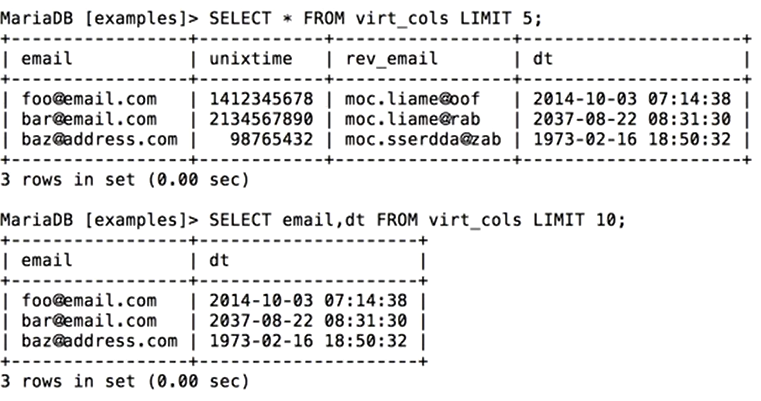 MariaDB [examples]> SELECT * FROM virt_cols LIMIT 5;
+-----------------+------------+-----------------+---------------------+
| email           | unixtime   | rev_email       | dt                  |
+-----------------+------------+-----------------+---------------------+
| foo@email.com   | 1412345678 | moc.liame@oof   | 2014-10-03 07:14:38 |
| bar@email.com   | 2134567890 | moc.liame@rab   | 2037-08-22 08:31:30 |
| baz@address.com |   98765432 | moc.sserdda@zab | 1973-02-16 18:50:32 |
+-----------------+------------+-----------------+---------------------+
3 rows in set (0.00 sec)
MariaDB [examples]> SELECT email,dt FROM virt_cols LIMIT 10;
+-----------------+---------------------+
| email           | dt                  |
+-----------------+---------------------+
| foo@email.com   | 2014-10-03 07:14:38 |
| bar@email.com   | 2037-08-22 08:31:30 |
| baz@address.com | 1973-02-16 18:50:32 |
+-----------------+---------------------+
3 rows in set (0.00 sec)